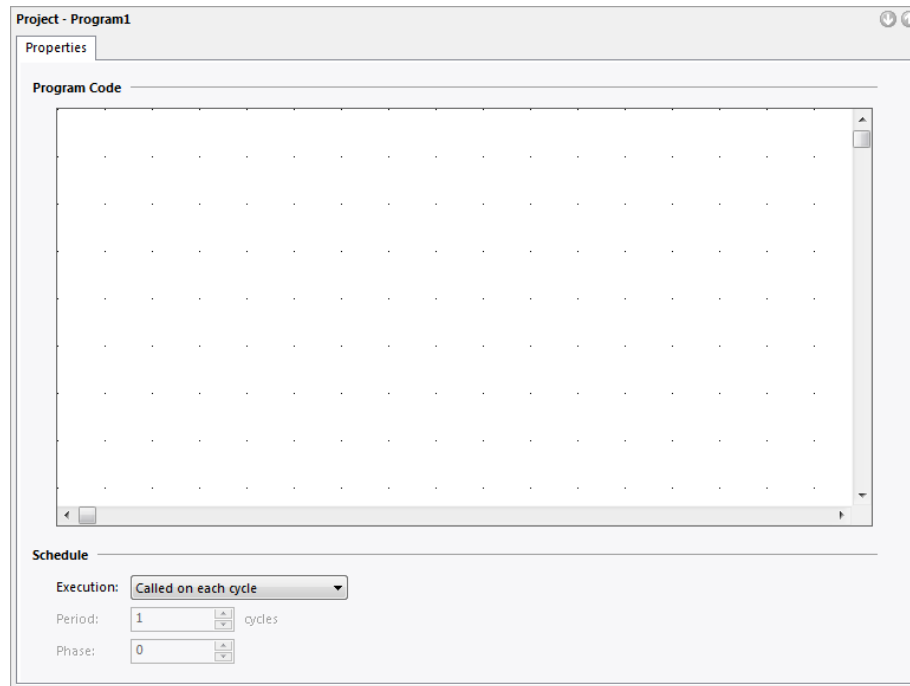 Project - Program1
Properties
Program Code
Schedule
Execution: Called on each cycle
Period: 1 cycles
Phase: 0